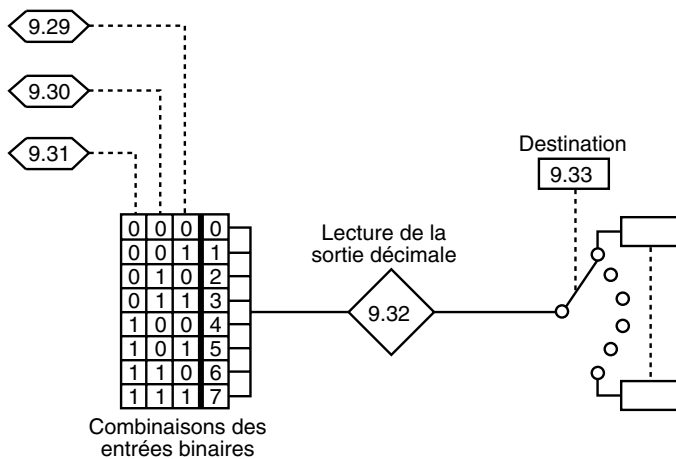 9.29
9.30
9.31
Destination
9.33
Lecture de la
sortie décimale
9.32
0 0 0 0
0 0 1 1
0 1 0 2
0 1 1 3
1 0 0 4
1 0 1 5
1 1 0 6
1 1 1 7
Combinaisons des
entrées binaires